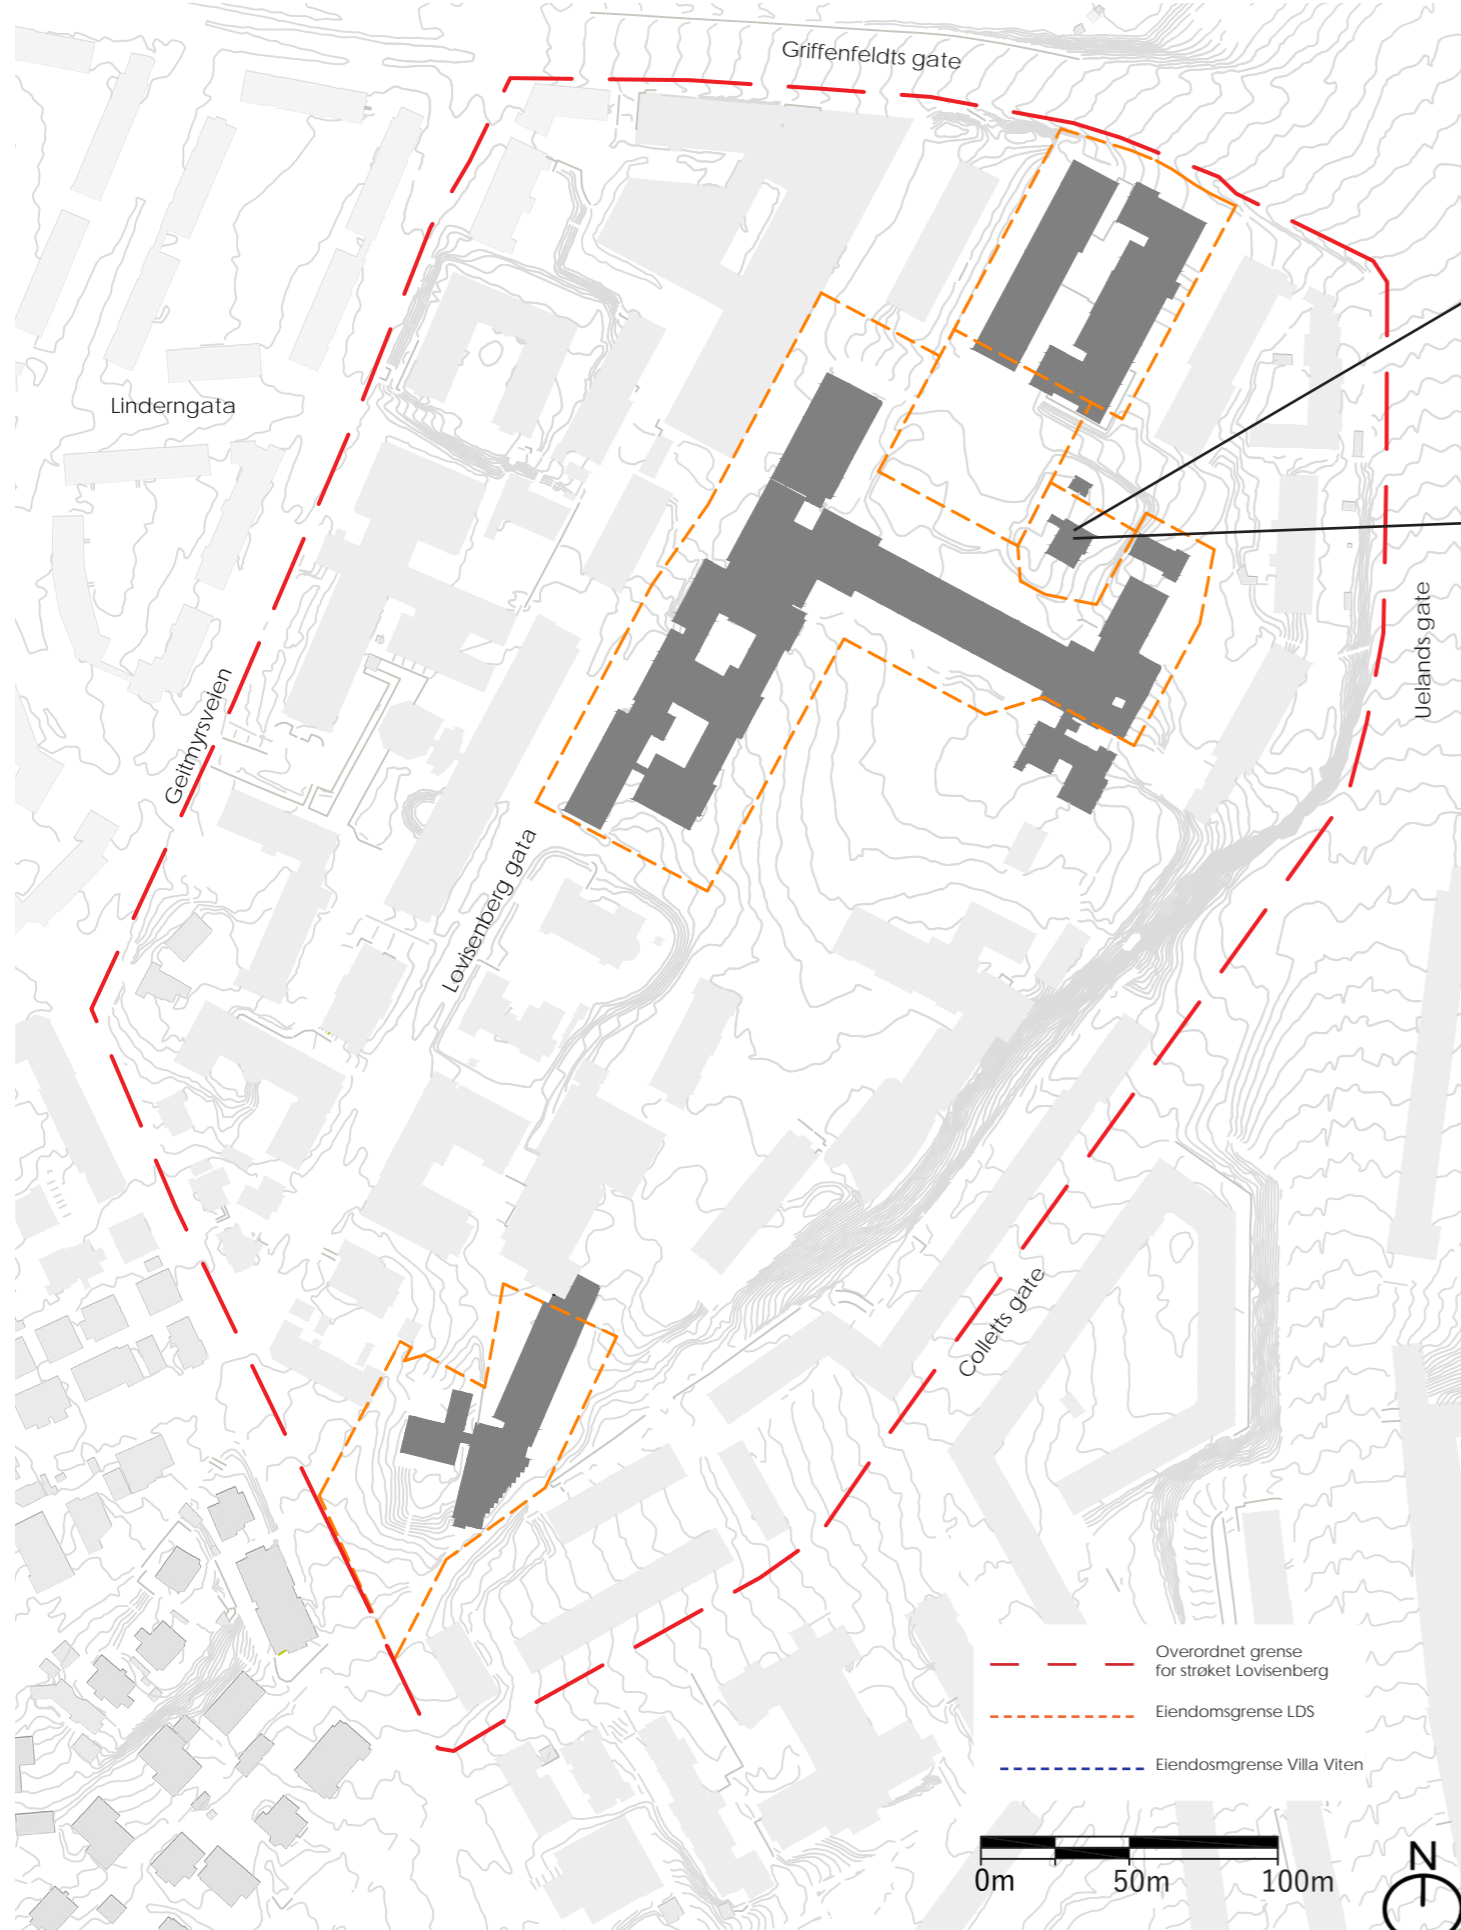 Griffenfeldts gate
Linderngata
Uelands gate
Geitmyrsveien
Lovisenberg gata
Colletts gate
Overordnet grense
for strøket Lovisenberg
Eiendomsgrense LDS
Eiendosmgrense Villa Viten
0m 50m 100m
N